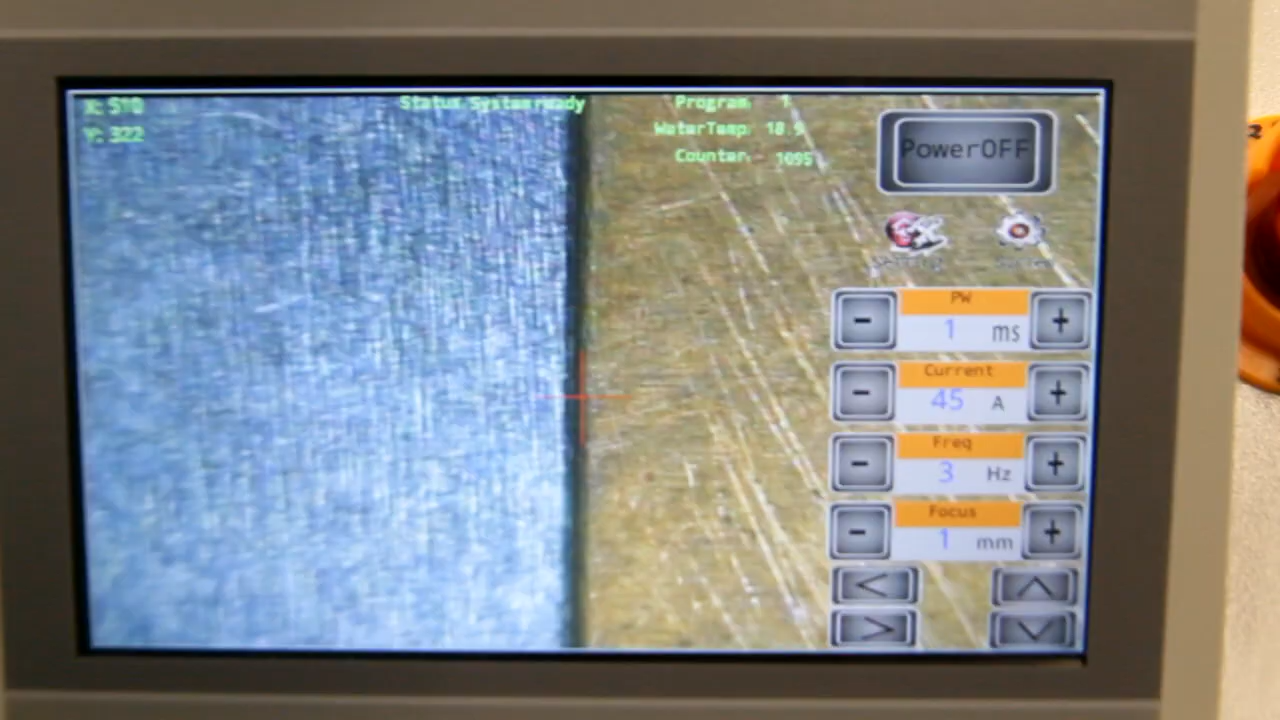 X: 510
Y: 322
Status: System ready
Program: 1
WaterTemp: 18.9
Counter: 1095
PowerOFF
PW
- 1 ms +
Current
- 45 A +
Freq
- 3 Hz +
Focus
- 1 mm +
< ^
> v